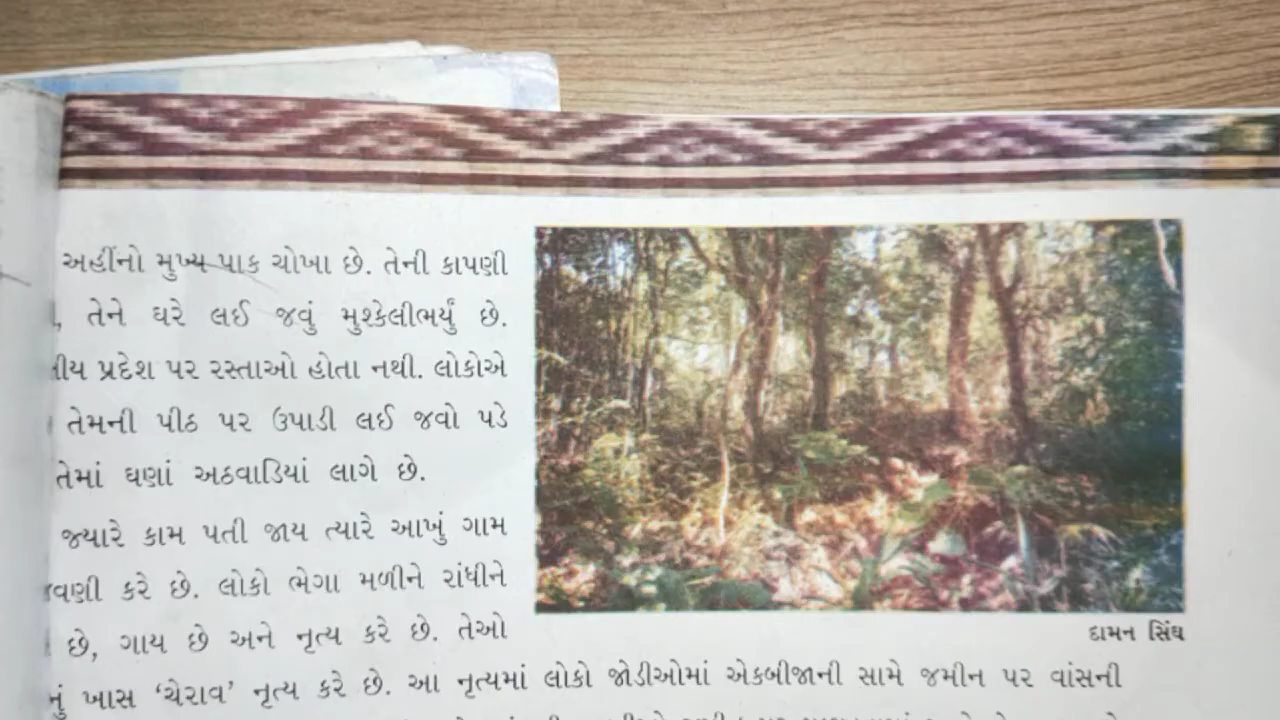 અહીંનો મુખ્ય પાક ચોખા છે. તેની કાપણી
તેને ઘરે લઈ જવું મુશ્કેલીભર્યું છે.
પ્રદેશ પર રસ્તાઓ હોતા નથી. લોકોએ
તેમની પીઠ પર ઉપાડી લઈ જવો પડે
તેમાં ઘણાં અઠવાડિયાં લાગે છે.
જ્યારે કામ પતી જાય ત્યારે આખું ગામ
કરે છે. લોકો ભેગા મળીને રાંધીને
છે, ગાય છે અને નૃત્ય કરે છે. તેઓ
દામન સિંઘ
ખાસ ‘ચેરાવ’ નૃત્ય કરે છે. આ નૃત્યમાં લોકો જોડીઓમાં એકબીજાની સામે જમીન પર વાંસની